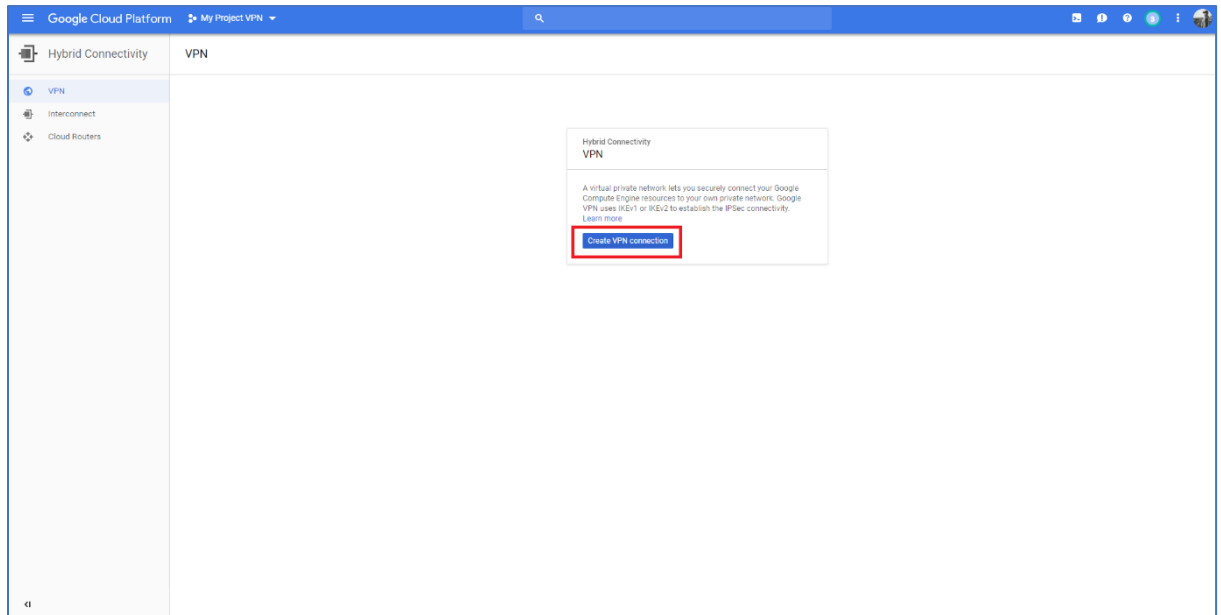 Google Cloud Platform My Project VPN
Hybrid Connectivity
VPN
VPN
Interconnect
Cloud Routers
Hybrid Connectivity
VPN
A virtual private network lets you securely connect your Google
Compute Engine resources to your own private network. Google
VPN uses IKEv1 or IKEv2 to establish the IPSec connectivity.
Learn more
Create VPN connection